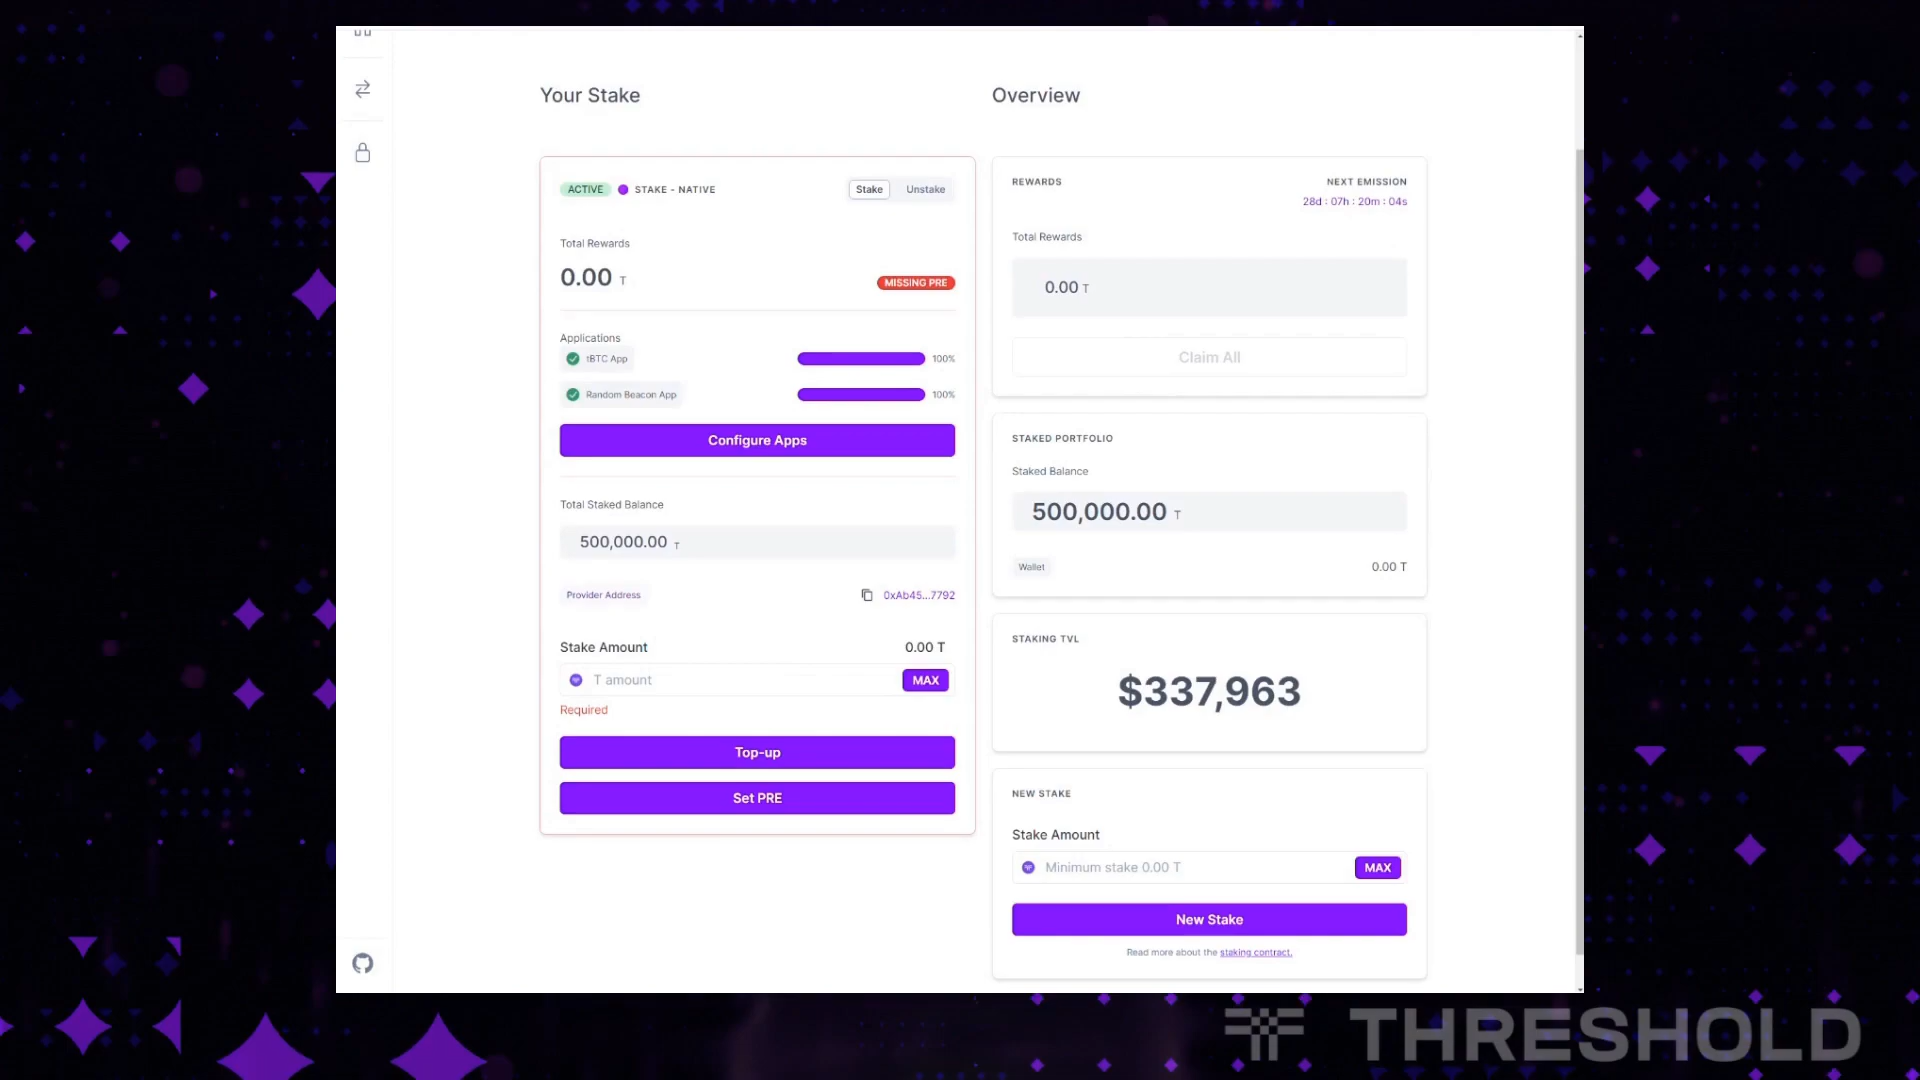 Your Stake
ACTIVE STAKE - NATIVE Stake Unstake
Total Rewards
0.00 T
MISSING PRE
Applications
tBTC App 100%
Random Beacon App 100%
Configure Apps
Total Staked Balance
500,000.00 T
Provider Address 0xAb45...7792
Stake Amount 0.00 T
T amount MAX
Required
Top-up
Set PRE
Overview
REWARDS NEXT EMISSION
28d : 07h : 20m : 04s
Total Rewards
0.00 T
Claim All
STAKED PORTFOLIO
Staked Balance
500,000.00 T
Wallet 0.00 T
STAKING TVL
$337,963
NEW STAKE
Stake Amount
Minimum stake 0.00 T MAX
New Stake
Read more about the staking contract.
THRESHOLD